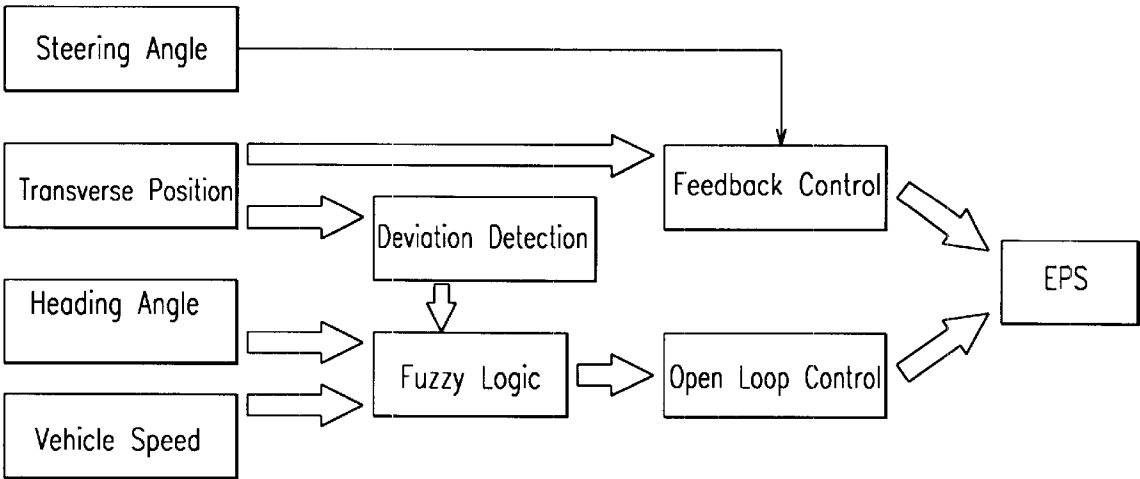 Steering Angle
Transverse Position
Feedback Control
Deviation Detection
EPS
Heading Angle
Fuzzy Logic
Open Loop Control
Vehicle Speed